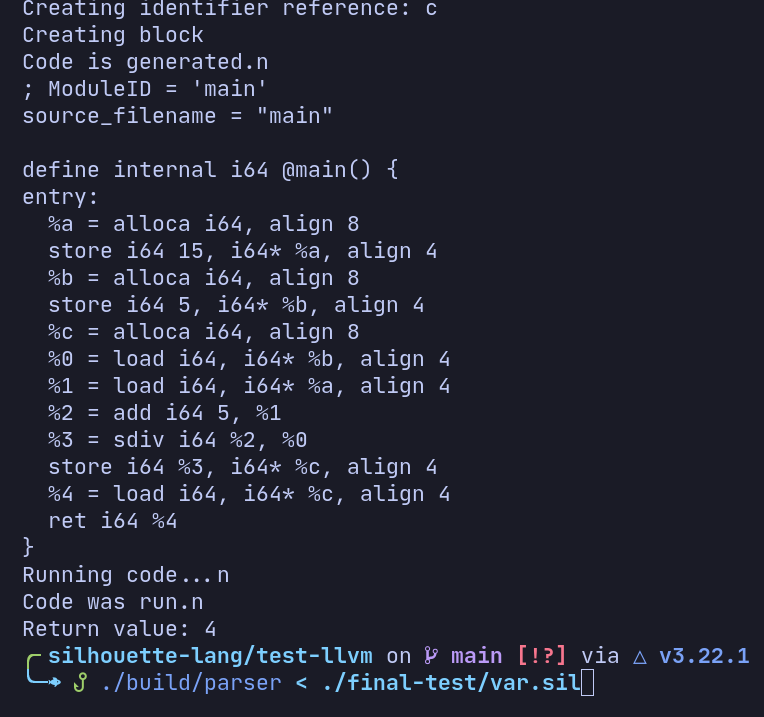 Creating identifier reference: c
Creating block
Code is generated.n
; ModuleID = 'main'
source_filename = "main"

define internal i64 @main() {
entry:
  %a = alloca i64, align 8
  store i64 15, i64* %a, align 4
  %b = alloca i64, align 8
  store i64 5, i64* %b, align 4
  %c = alloca i64, align 8
  %0 = load i64, i64* %b, align 4
  %1 = load i64, i64* %a, align 4
  %2 = add i64 5, %1
  %3 = sdiv i64 %2, %0
  store i64 %3, i64* %c, align 4
  %4 = load i64, i64* %c, align 4
  ret i64 %4
}
Running code...n
Code was run.n
Return value: 4
silhouette-lang/test-llvm on main [!?] via △ v3.22.1
./build/parser < ./final-test/var.sil